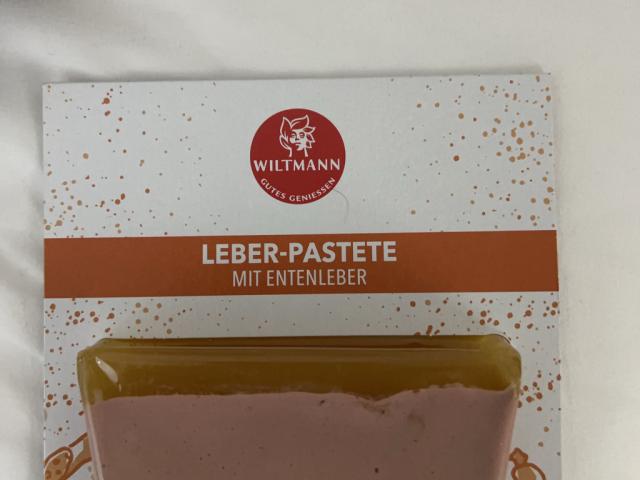 WILTMANN
GUTES GENIESSEN
LEBER-PASTETE
MIT ENTENLEBER